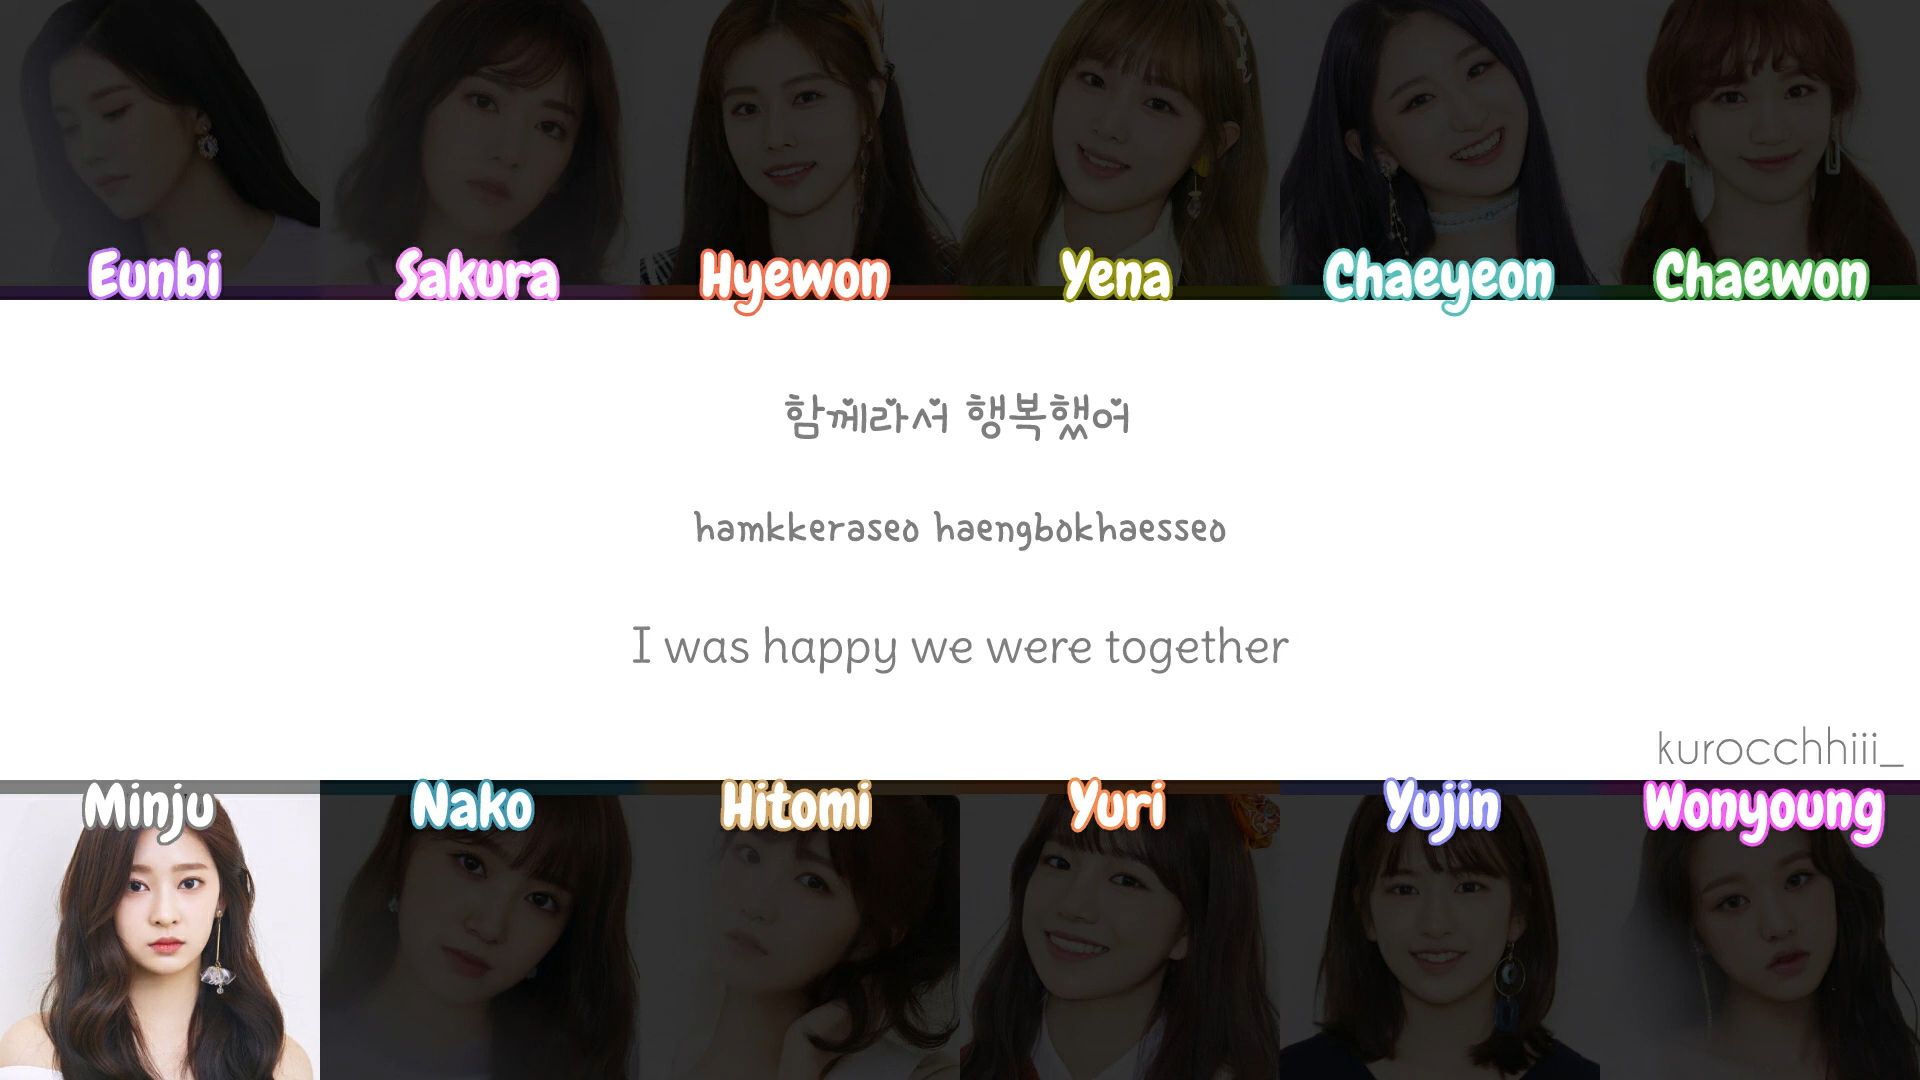 Eunbi Sakura Hyewon Yena Chaeyeon Chaewon
함께라서 행복했어
hamkkeraseo haengbokhaesseo
I was happy we were together
kurocchhiii_
Minju Nako Hitomi Yuri Yujin Wonyoung